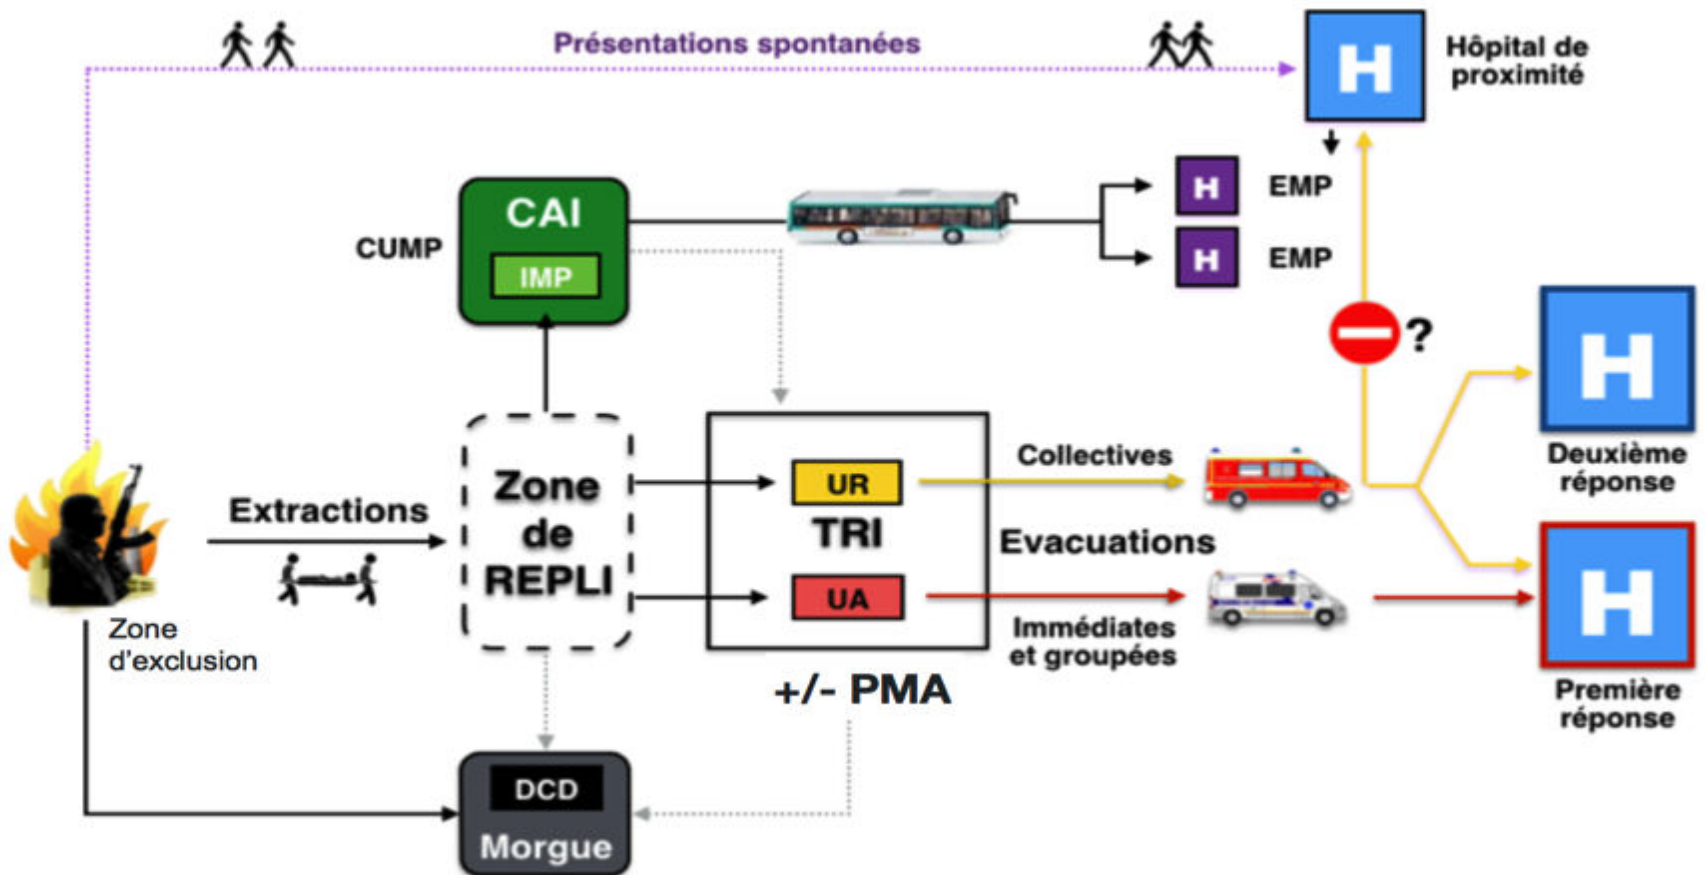 Présentations spontanées
H
Hôpital de
proximité
CAI
IMP
CUMP
H
EMP
H
EMP
?
H
Deuxième
réponse
Extractions
Zone
de
REPLI
UR
TRI
UA
Collectives
Evacuations
Immédiates
et groupées
H
Première
réponse
Zone
d'exclusion
+/- PMA
DCD
Morgue